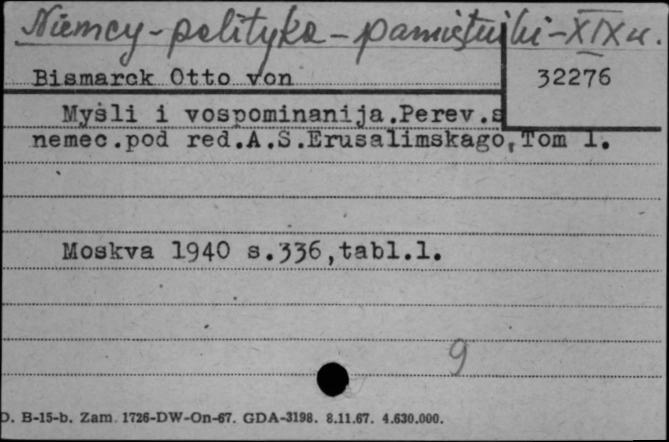 Niemcy - polityka - pamiętniki - XIX w.
Bismarck Otto von
32276
Myśli i vospominanija.Perev.s
nemec.pod red.A.S.Erusalimskago,Tom 1.
Moskva 1940 s.336,tabl.1.
9
D. B-15-b. Zam. 1726-DW-On-67. GDA-3198. 8.11.67. 4.630.000.